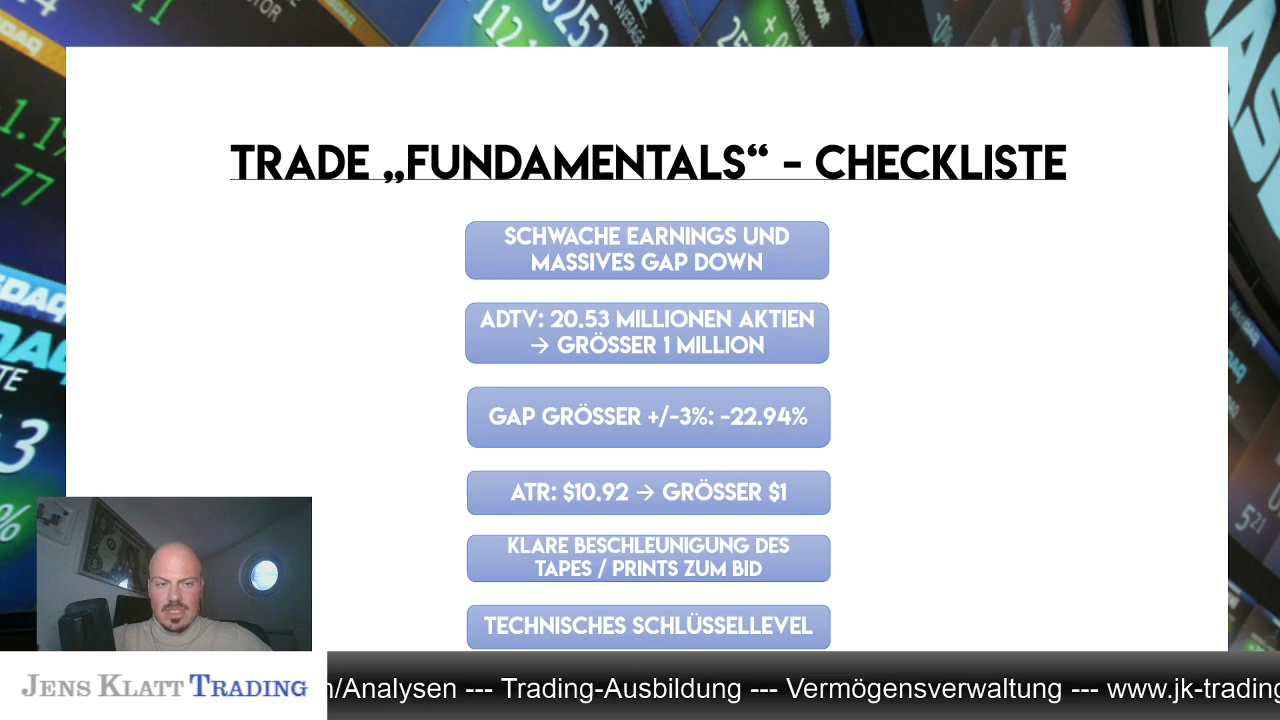 TRADE „FUNDAMENTALS“ - CHECKLISTE
SCHWACHE EARNINGS UND
MASSIVES GAP DOWN
ADTV: 20.53 MILLIONEN AKTIEN
→ GRÖSSER 1 MILLION
GAP GRÖSSER +/-3%: -22.94%
ATR: $10.92 → GRÖSSER $1
KLARE BESCHLEUNIGUNG DES
TAPES / PRINTS ZUM BID
TECHNISCHES SCHLÜSSELLEVEL
JENS KLATT TRADING
/Analysen --- Trading-Ausbildung --- Vermögensverwaltung --- www.jk-trading